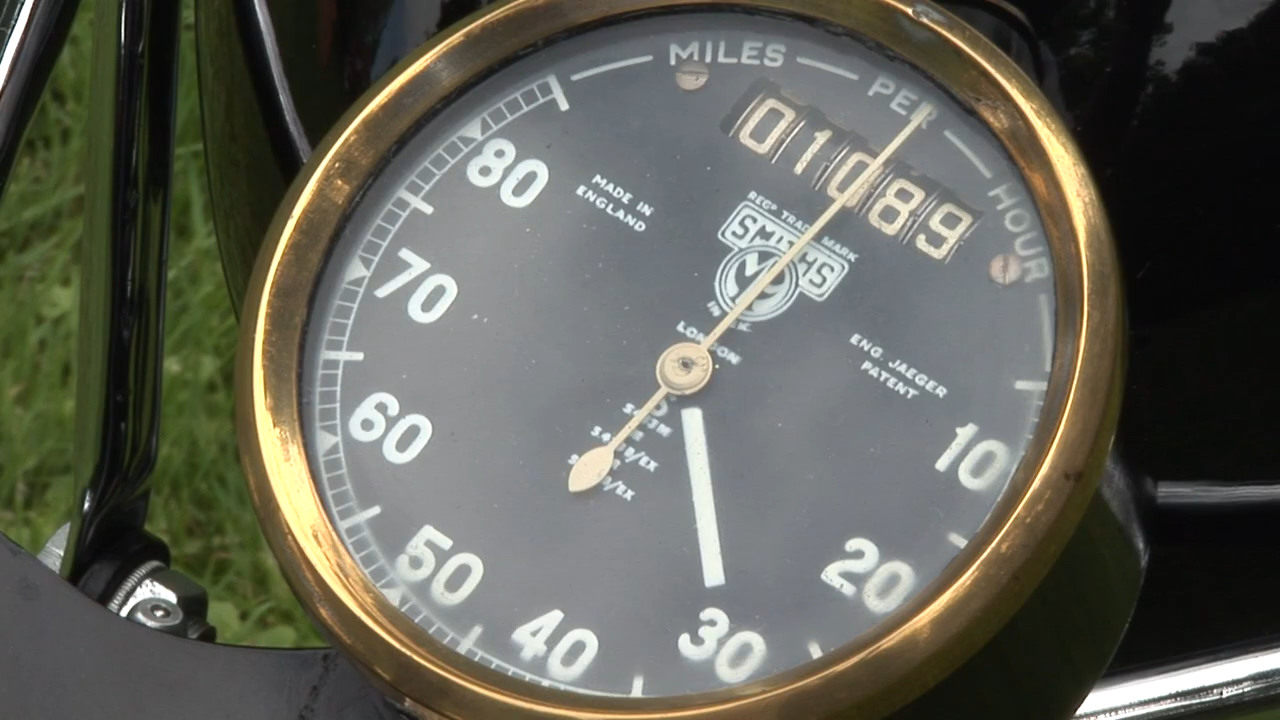 MILES PER HOUR
01089
80
MADE IN
ENGLAND
REGD TRADE MARK
SMITHS
LONDON
70
ENG. JAEGER
PATENT
60
10
50
20
40
30